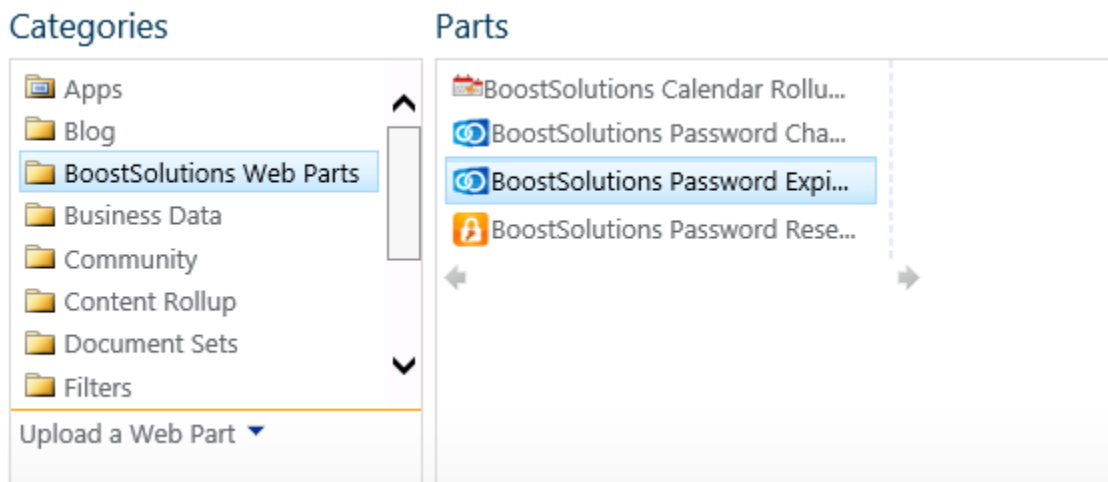 Categories
Parts
Apps
Blog
BoostSolutions Web Parts
Business Data
Community
Content Rollup
Document Sets
Filters
Upload a Web Part
BoostSolutions Calendar Rollu...
BoostSolutions Password Cha...
BoostSolutions Password Expi...
BoostSolutions Password Rese...